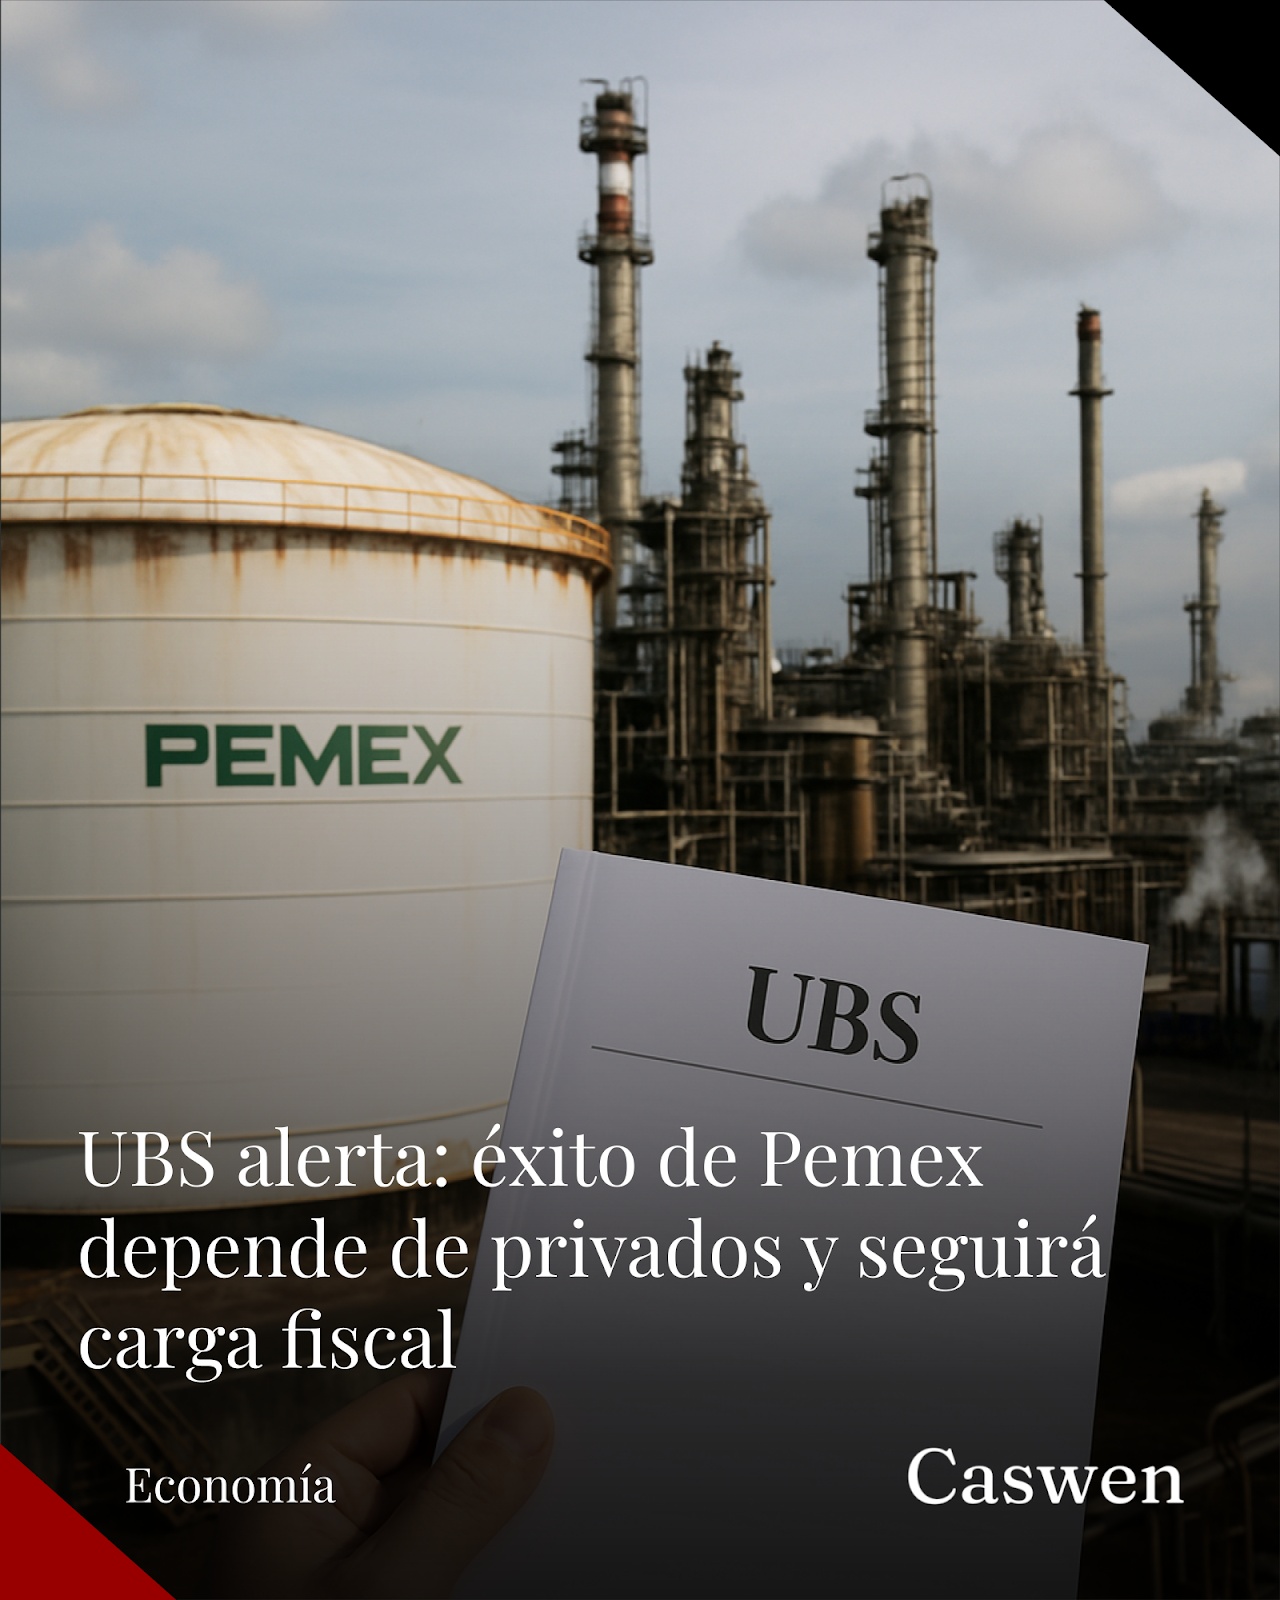 PEMEX
UBS
UBS alerta: éxito de Pemex
depende de privados y seguirá
carga fiscal
Economía
Caswen